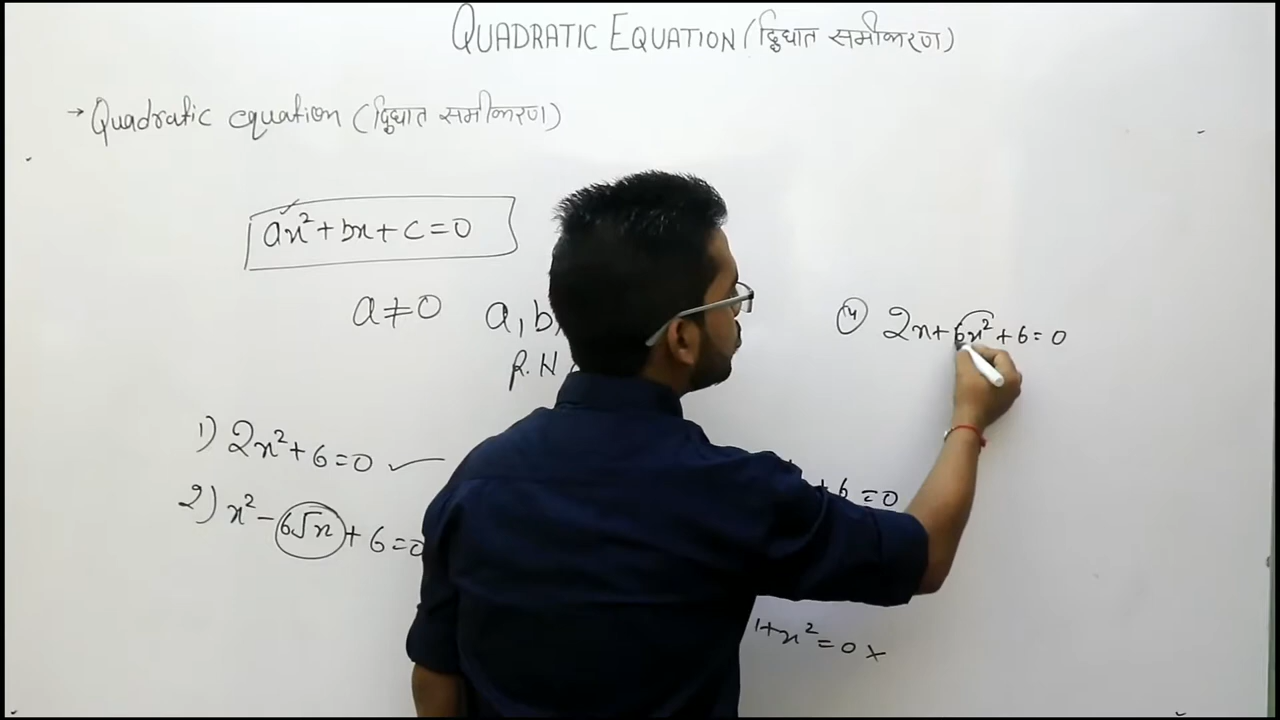 QUADRATIC EQUATION (द्विघात समीकरण)
→ Quadratic equation (द्विघात समीकरण)
ax²+bx+c=0
a≠0 a, b,
R.N
1) 2x²+6=0 ✓
2) x²-6√x+6=0
4 2x+6x²+6=0
+6=0
1+x²=0 ×